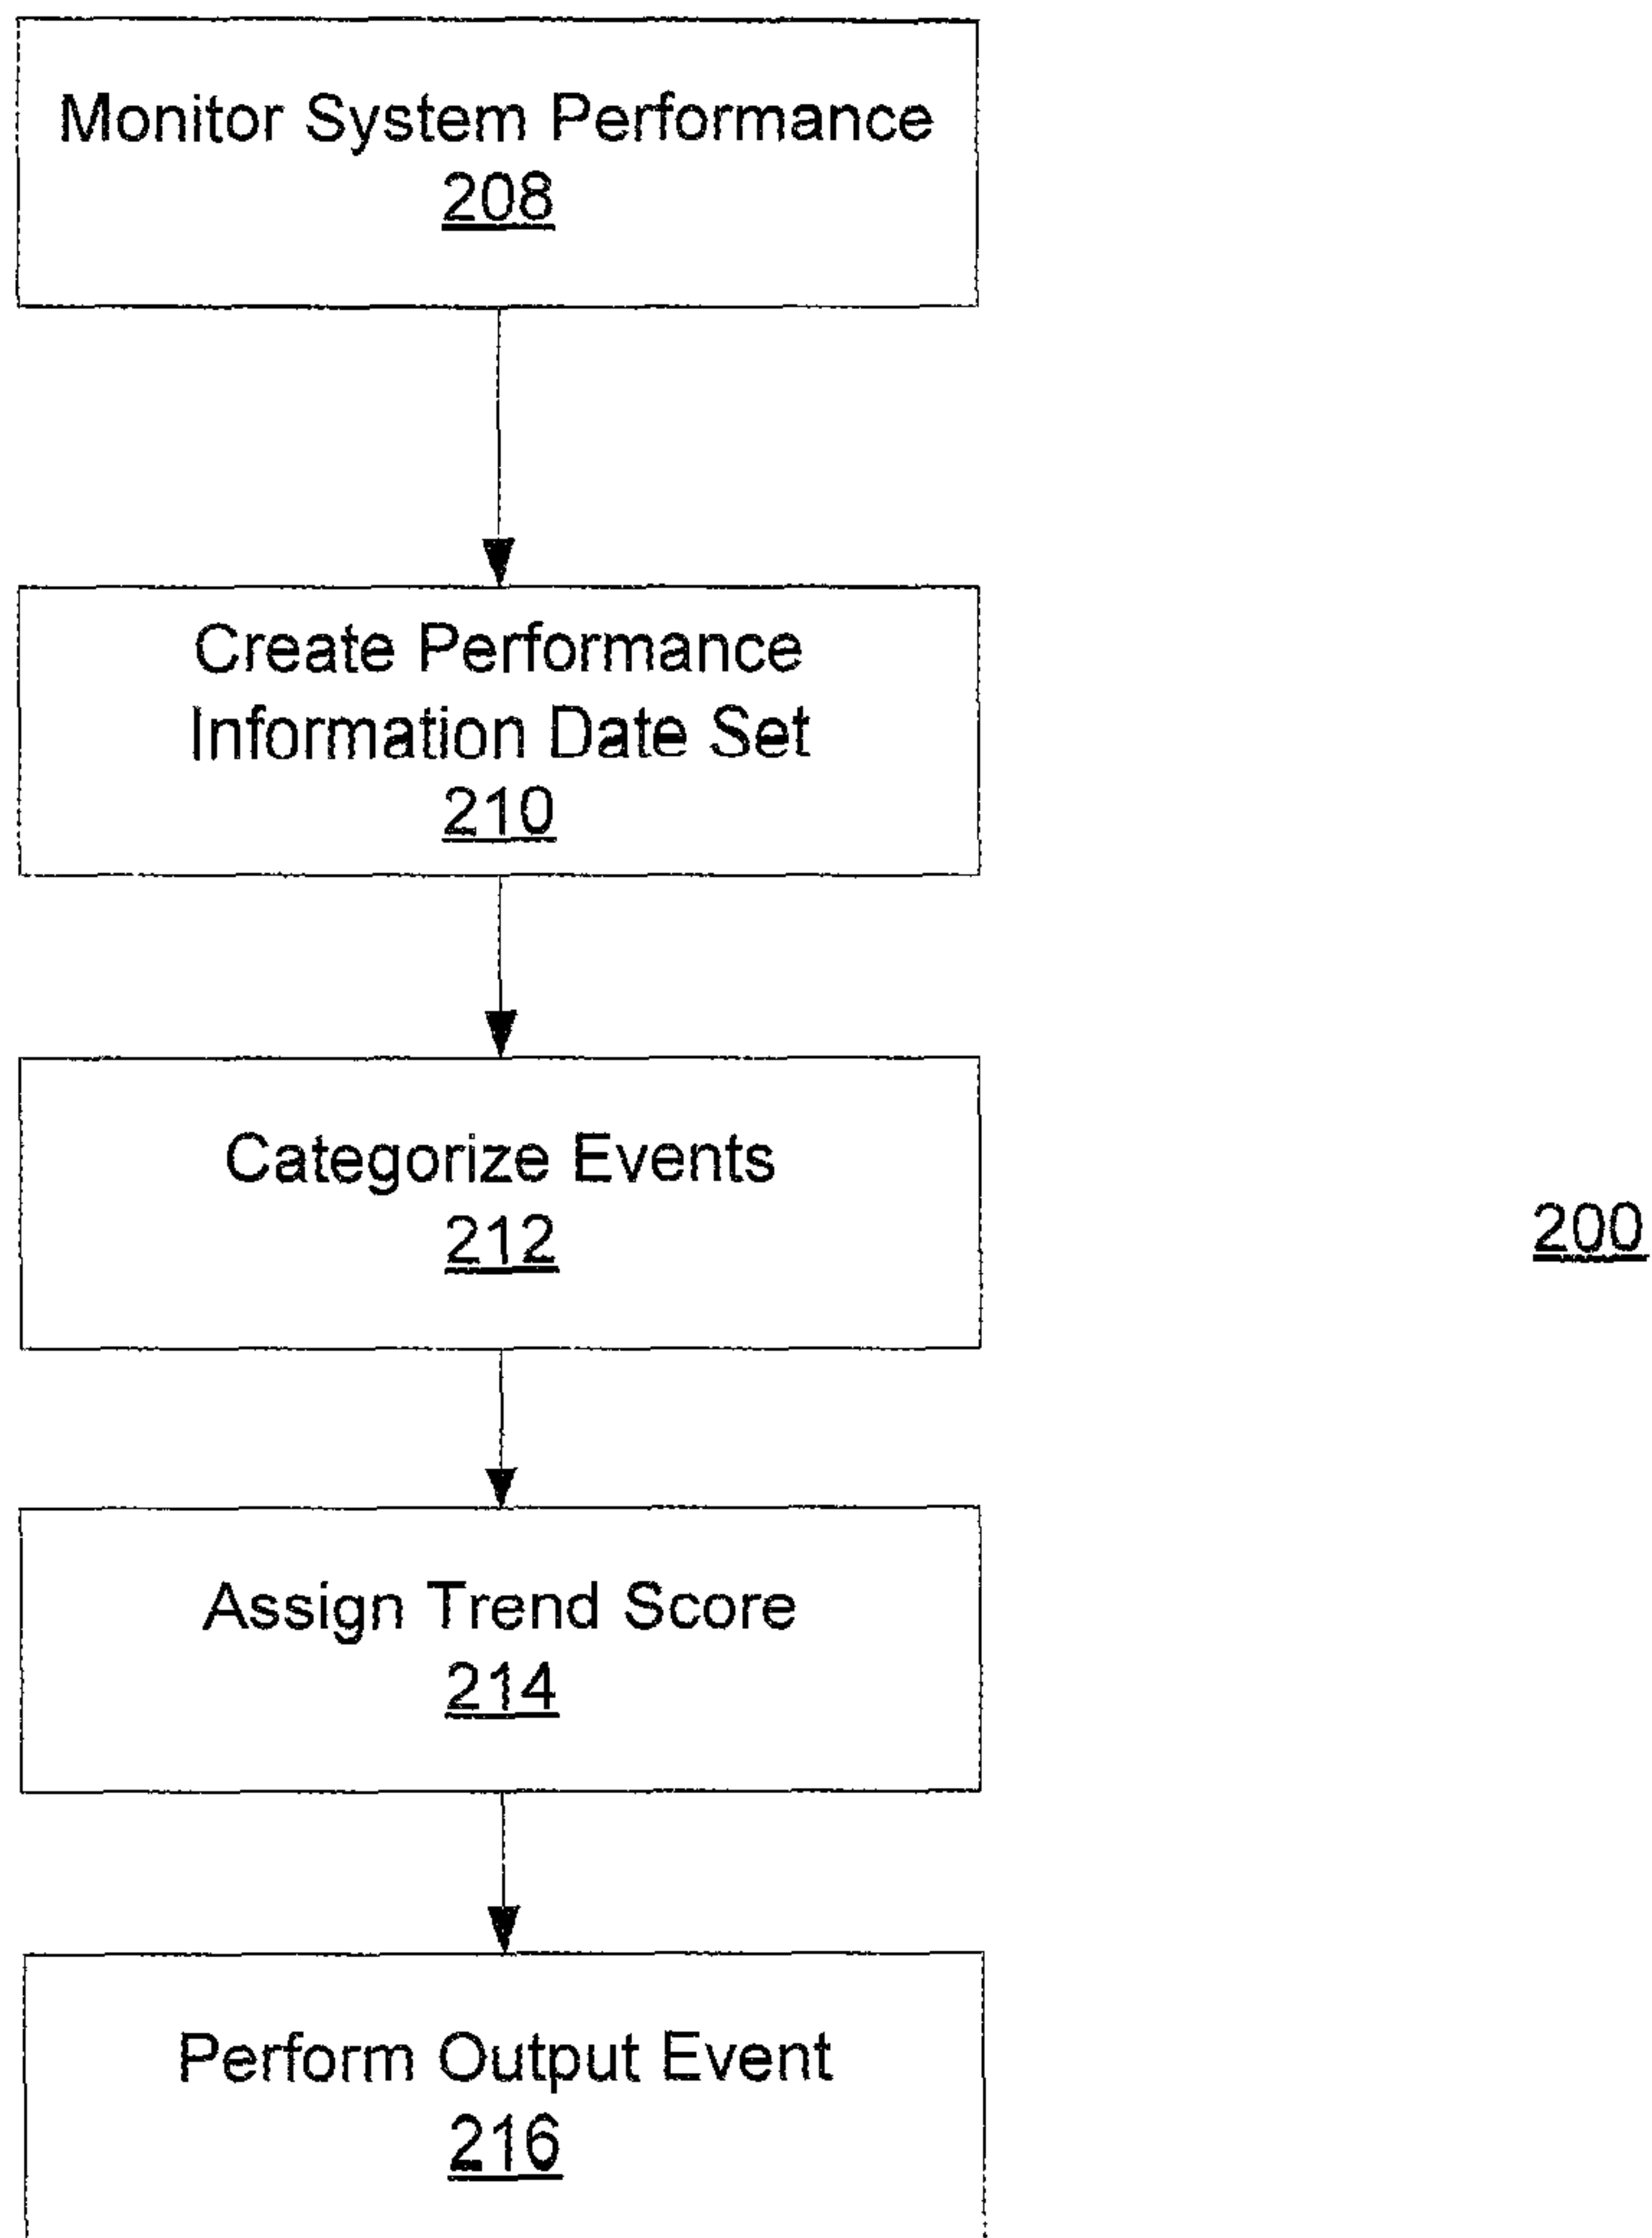 Monitor System Performance
208
Create Performance
Information Date Set
210
Categorize Events
212
200
Assign Trend Score
214
Perform Output Event
216